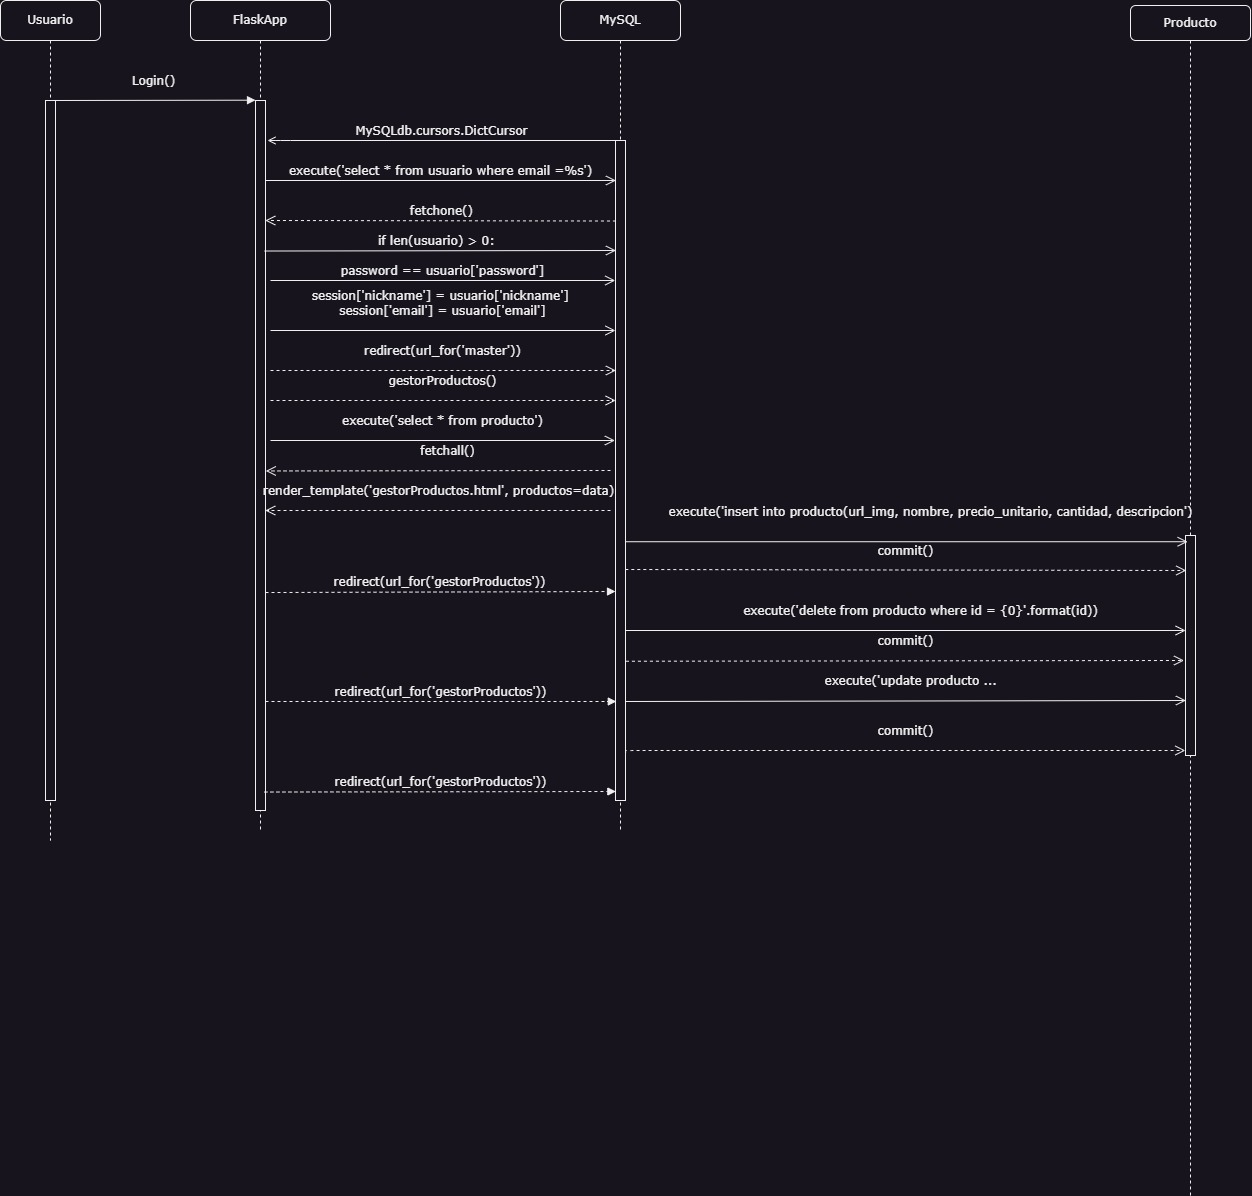 Usuario
FlaskApp
MySQL
Producto
Login()
MySQLdb.cursors.DictCursor
execute('select * from usuario where email =%s')
fetchone()
if len(usuario) > 0:
password == usuario['password']
session['nickname'] = usuario['nickname']
session['email'] = usuario['email']
redirect(url_for('master'))
gestorProductos()
execute('select * from producto')
fetchall()
render_template('gestorProductos.html', productos=data)
execute('insert into producto(url_img, nombre, precio_unitario, cantidad, descripcion')
commit()
redirect(url_for('gestorProductos'))
execute('delete from producto where id = {0}'.format(id))
commit()
execute('update producto ...
redirect(url_for('gestorProductos'))
commit()
redirect(url_for('gestorProductos'))